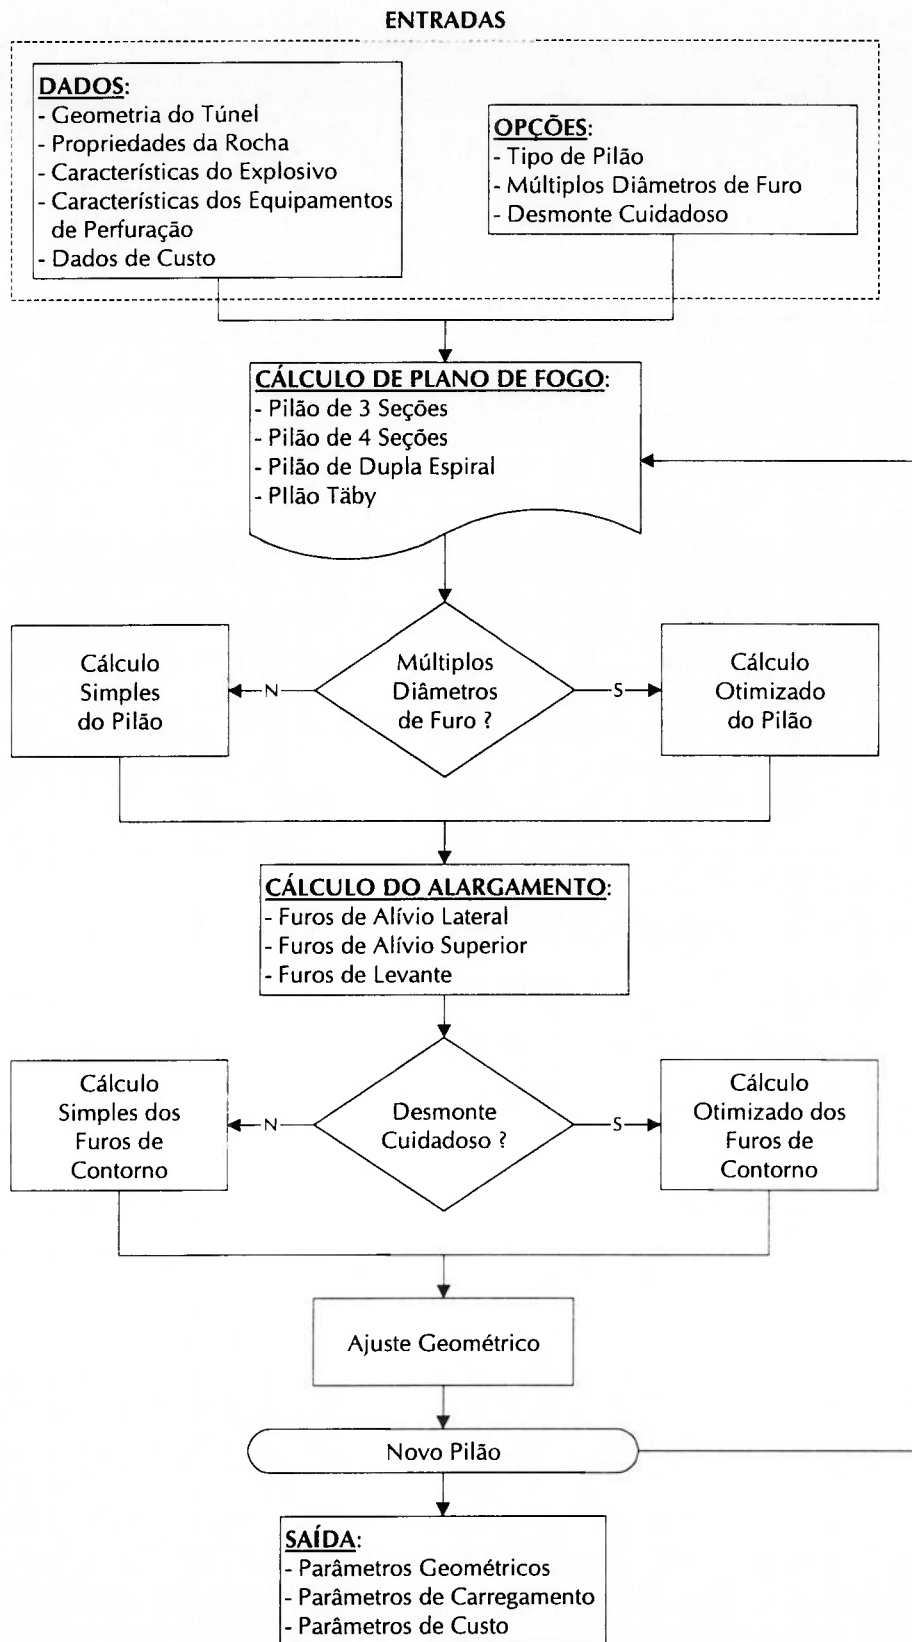 ENTRADAS
DADOS:
- Geometria do Túnel
- Propriedades da Rocha
- Características do Explosivo
- Características dos Equipamentos
de Perfuração
- Dados de Custo
OPÇÕES:
- Tipo de Pilão
- Múltiplos Diâmetros de Furo
- Desmonte Cuidadoso
CÁLCULO DE PLANO DE FOGO:
- Pilão de 3 Seções
- Pilão de 4 Seções
- Pilão de Dupla Espiral
- PIlão Täby
Cálculo
Simples
do Pilão
N
Múltiplos
Diâmetros
de Furo ?
S
Cálculo
Otimizado
do Pilão
CÁLCULO DO ALARGAMENTO:
- Furos de Alívio Lateral
- Furos de Alívio Superior
- Furos de Levante
Cálculo
Simples dos
Furos de
Contorno
N
Desmonte
Cuidadoso ?
S
Cálculo
Otimizado dos
Furos de
Contorno
Ajuste Geométrico
Novo Pilão
SAÍDA:
- Parâmetros Geométricos
- Parâmetros de Carregamento
- Parâmetros de Custo